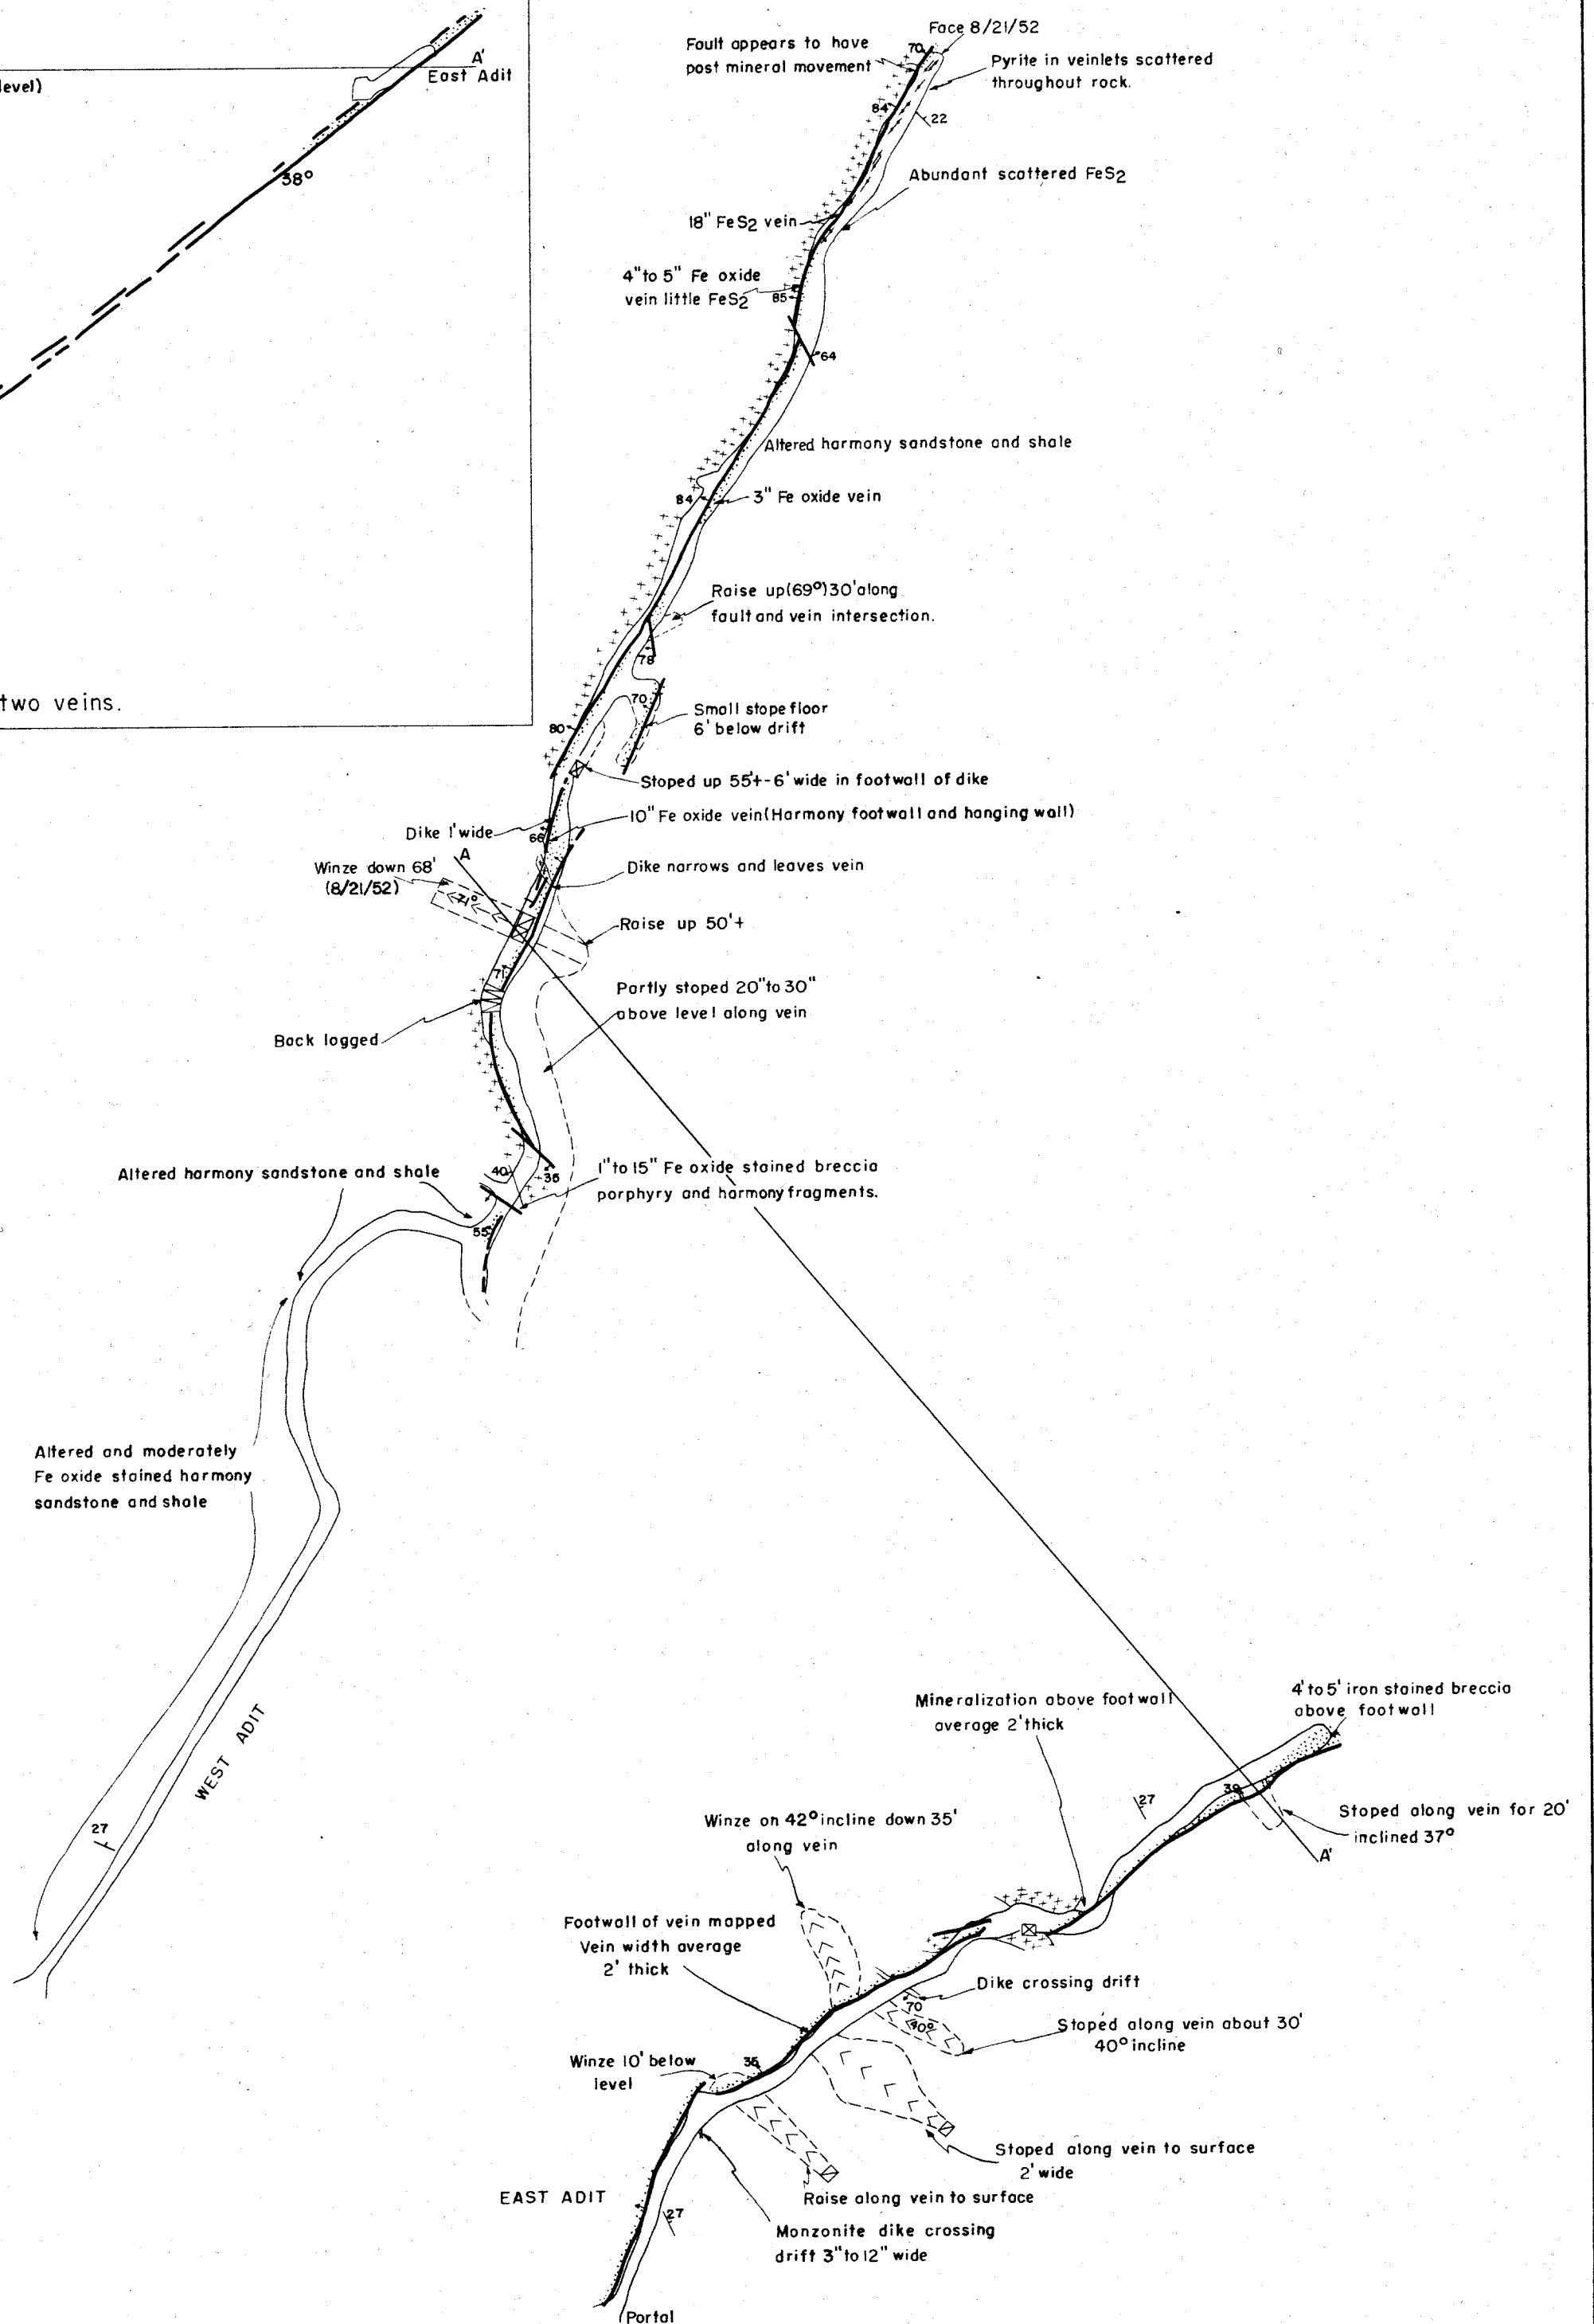 A'
East Adit
level)
38°
two veins.
Face 8/21/52
Fault appears to have
post mineral movement
70
Pyrite in veinlets scattered
throughout rock.
84
22
Abundant scattered FeS2
18" FeS2 vein
4" to 5" Fe oxide
vein little FeS2
85
64
Altered harmony sandstone and shale
84
3" Fe oxide vein
Raise up (69°) 30' along
fault and vein intersection.
78
70
Small stope floor
6' below drift
80
Stoped up 55'+-6' wide in footwall of dike
10" Fe oxide vein (Harmony footwall and hanging wall)
Dike 1' wide
66
A
Winze down 68'
(8/21/52)
Dike narrows and leaves vein
71°
Raise up 50'+
71
Partly stoped 20" to 30"
above level along vein
Back logged
Altered harmony sandstone and shale
40
35
1" to 15" Fe oxide stained breccia
porphyry and harmony fragments.
55
Altered and moderately
Fe oxide stained harmony
sandstone and shale
WEST ADIT
27
Mineralization above footwall
average 2' thick
4' to 5' iron stained breccia
above footwall
39
27
Stoped along vein for 20'
inclined 37°
A'
Winze on 42° incline down 35'
along vein
Footwall of vein mapped
Vein width average
2' thick
Dike crossing drift
70
40°
Stoped along vein about 30'
40° incline
Winze 10' below
level
35
Stoped along vein to surface
2' wide
EAST ADIT
Raise along vein to surface
27
Monzonite dike crossing
drift 3" to 12" wide
Portal